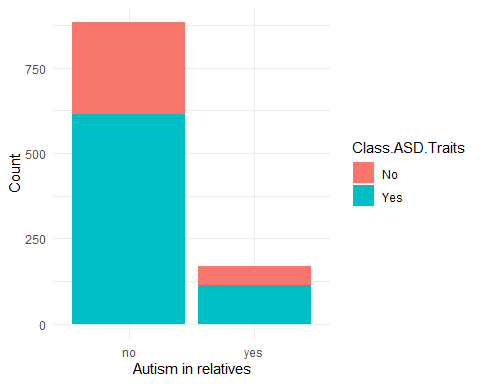 Count
750
500
250
0
no yes
Autism in relatives
Class.ASD.Traits
No
Yes